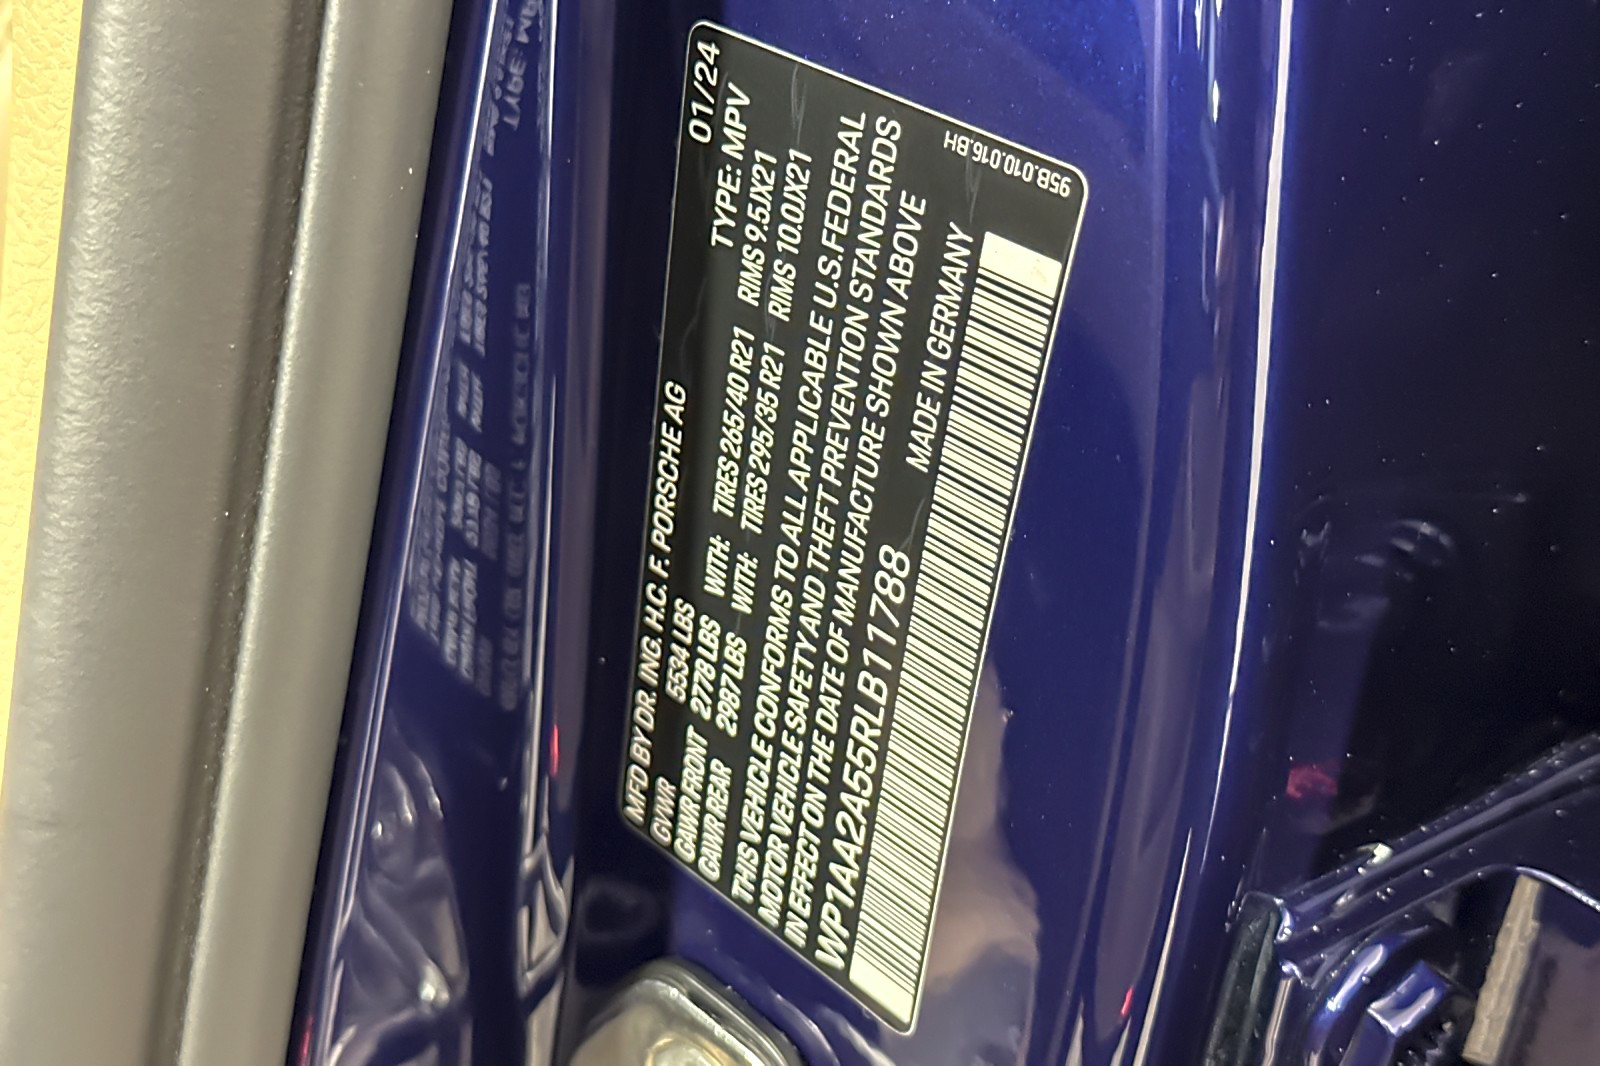 MFD BY DR. ING. H.C. F. PORSCHE AG 01/24
GVWR 5534 LBS TYPE: MPV
GAWR FRONT 2778 LBS WITH: TIRES 265/40 R21 RIMS 9.5JX21
GAWR REAR 2987 LBS WITH: TIRES 295/35 R21 RIMS 10.0JX21
THIS VEHICLE CONFORMS TO ALL APPLICABLE U.S. FEDERAL
MOTOR VEHICLE SAFETY AND THEFT PREVENTION STANDARDS
IN EFFECT ON THE DATE OF MANUFACTURE SHOWN ABOVE
WP1AA2A55RLB11788 MADE IN GERMANY
95B.010.016.BH